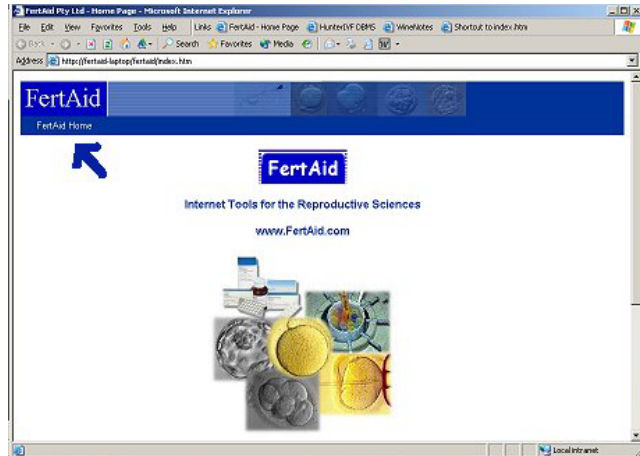 FertAid Pty Ltd - Home Page - Microsoft Internet Explorer
File Edit View Favorites Tools Help Links FertAid - Home Page HunterIVF DBMS WineNotes Shortcut to index.htm
Back Search Favorites Media
Address http://fertaid-laptop/fertaid/index.htm
FertAid
FertAid Home
FertAid
Internet Tools for the Reproductive Sciences
www.FertAid.com
Local intranet